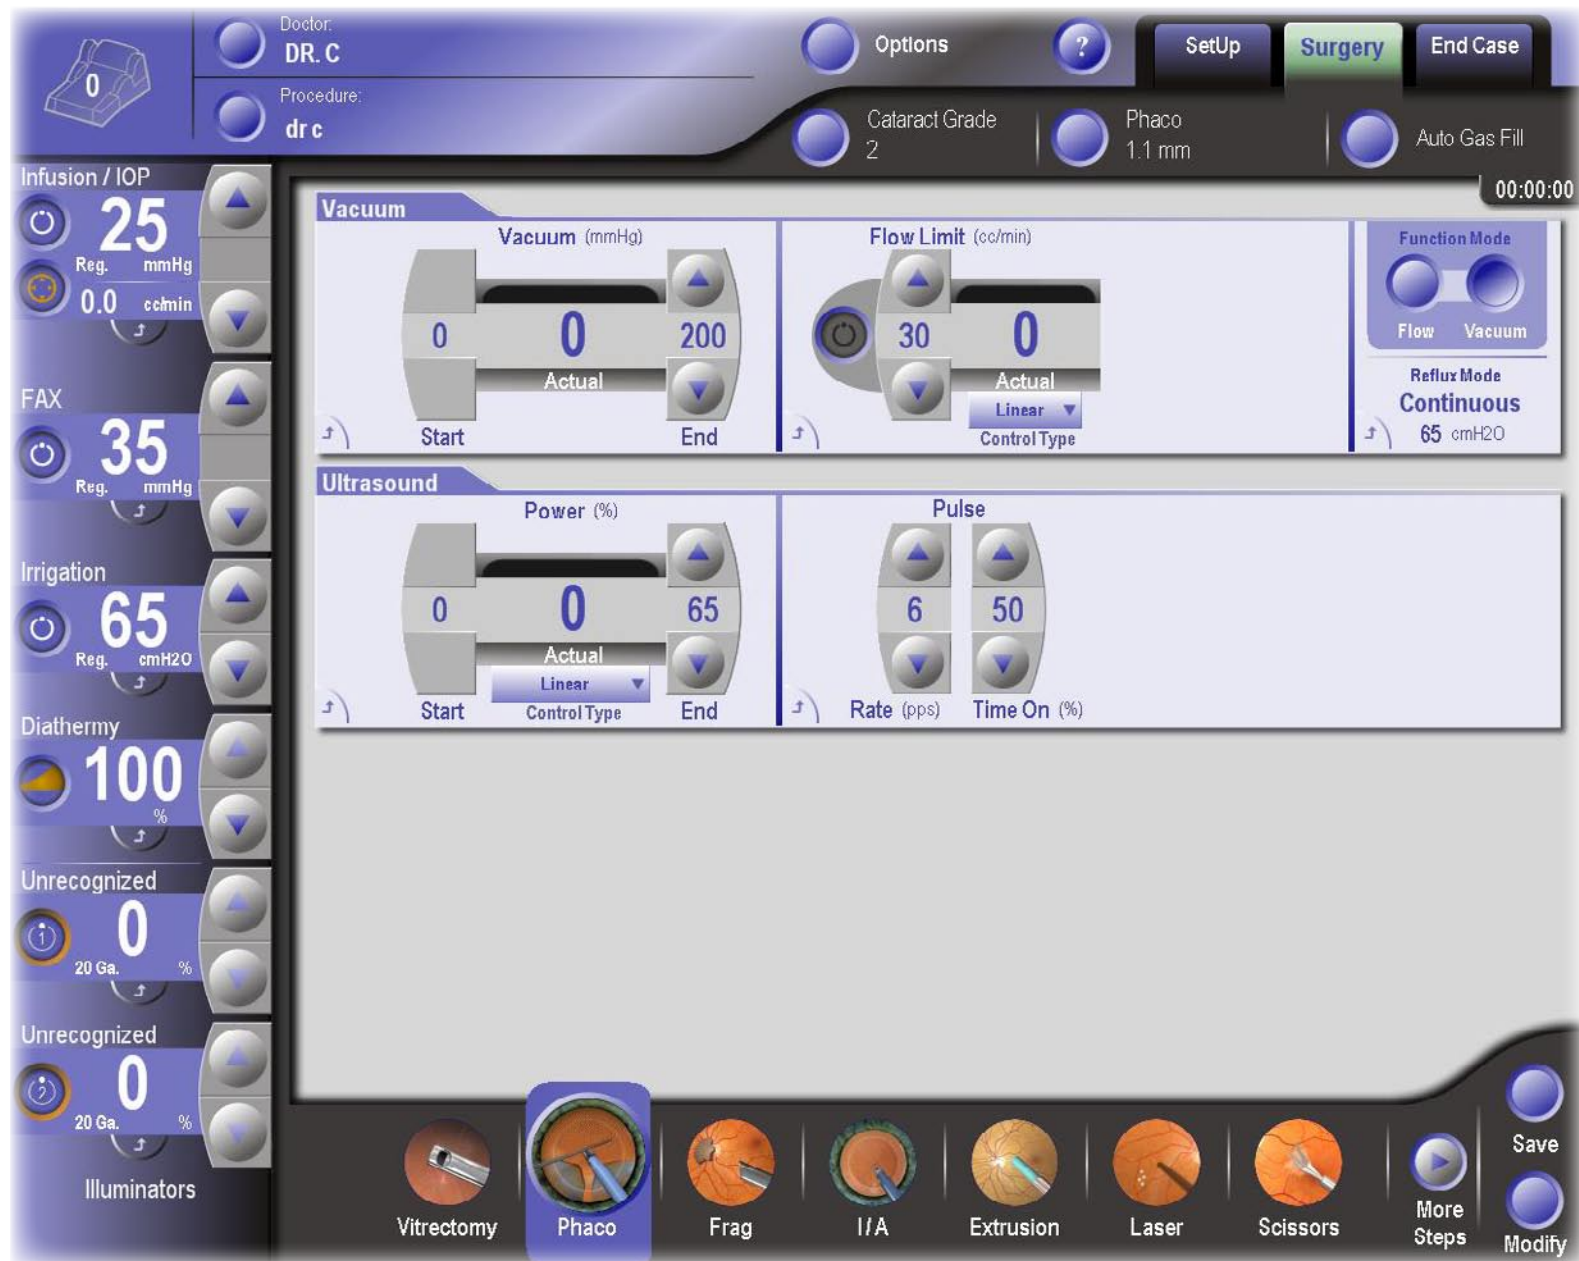 0
Doctor:
DR. C
Procedure:
dr c
Options
?
SetUp
Surgery
End Case
Cataract Grade
2
Phaco
1.1 mm
Auto Gas Fill
00:00:00
Infusion / IOP
25
Reg. mmHg
0.0 cc/min
FAX
35
Reg. mmHg
Irrigation
65
Reg. cmH2O
Diathermy
100
%
Unrecognized
1
0
20 Ga. %
Unrecognized
2
0
20 Ga. %
Illuminators
Vacuum
Vacuum (mmHg)
0 0 200
Actual
Start End
Flow Limit (cc/min)
30 0
Actual
Linear
Control Type
Function Mode
Flow Vacuum
Reflux Mode
Continuous
65 cmH2O
Ultrasound
Power (%)
0 0 65
Actual
Linear
Start Control Type End
Pulse
6 50
Rate (pps) Time On (%)
Vitrectomy
Phaco
Frag
I/A
Extrusion
Laser
Scissors
More
Steps
Save
Modify